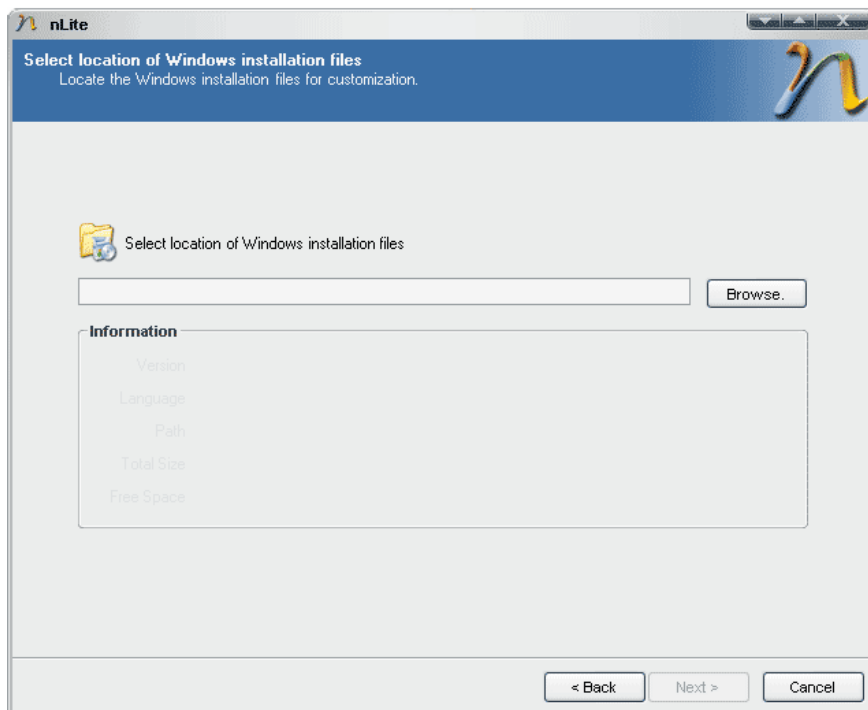 nLite
Select location of Windows installation files
Locate the Windows installation files for customization.
Select location of Windows installation files
Browse.
Information
Version
Language
Path
Total Size
Free Space
< Back
Next >
Cancel